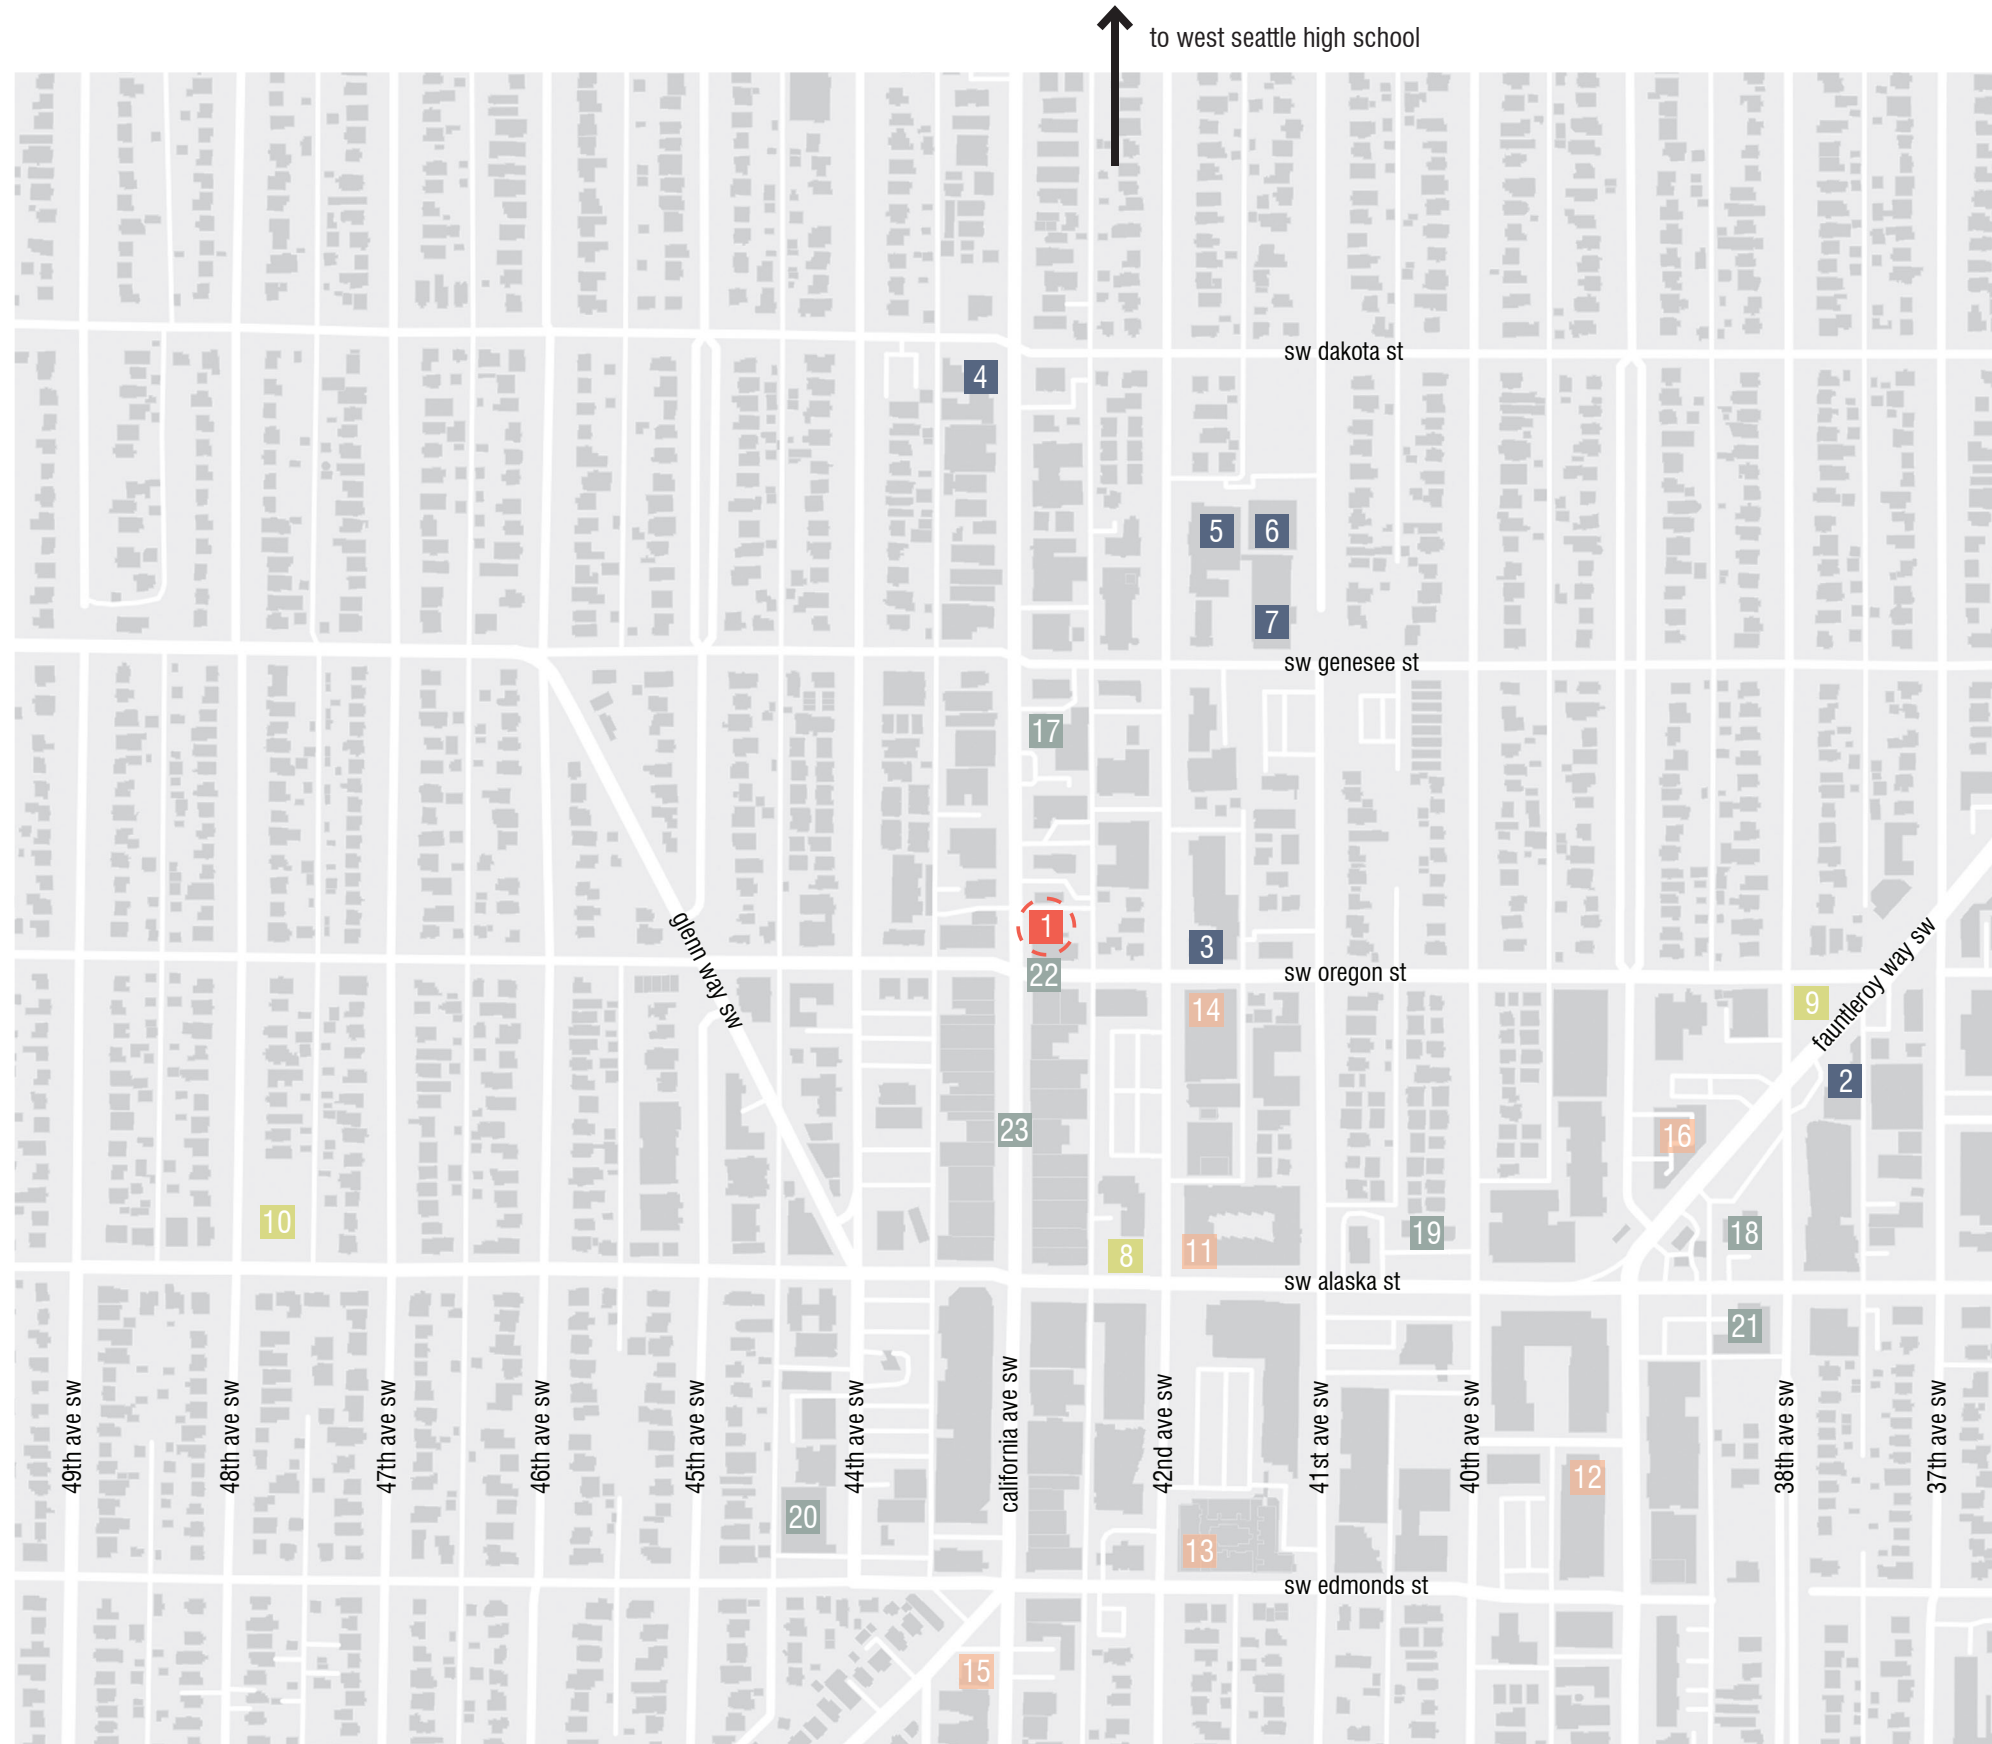 to west seattle high school
sw dakota st
4
5
6
7
sw genesee st
17
1
3
22
sw oregon st
glenn way sw
14
9
fauntleroy way sw
2
23
16
10
8
11
19
18
sw alaska st
21
49th ave sw
48th ave sw
47th ave sw
46th ave sw
45th ave sw
44th ave sw
california ave sw
42nd ave sw
41st ave sw
40th ave sw
38th ave sw
37th ave sw
12
20
13
sw edmonds st
15